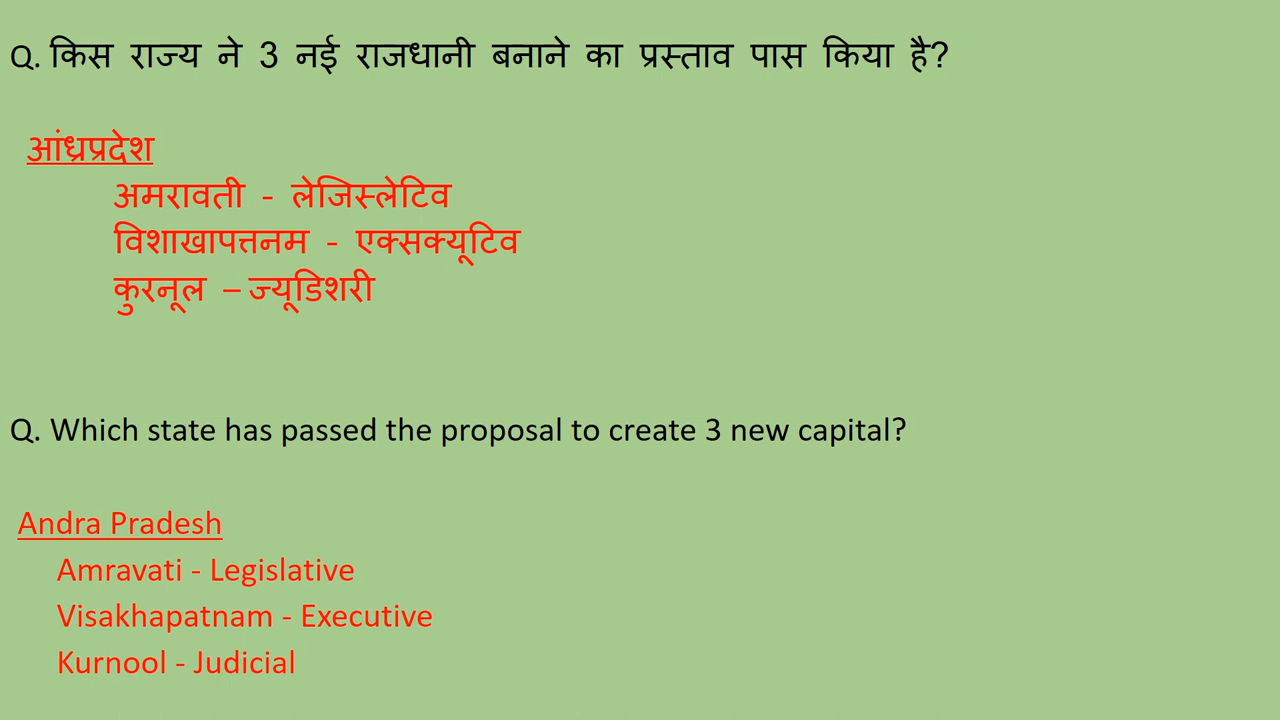 Q. किस राज्य ने 3 नई राजधानी बनाने का प्रस्ताव पास किया है?
आंध्रप्रदेश
अमरावती - लेजिस्लेटिव
विशाखापत्तनम - एक्सक्यूटिव
कुरनूल – ज्यूडिशरी
Q. Which state has passed the proposal to create 3 new capital?
Andra Pradesh
Amravati - Legislative
Visakhapatnam - Executive
Kurnool - Judicial